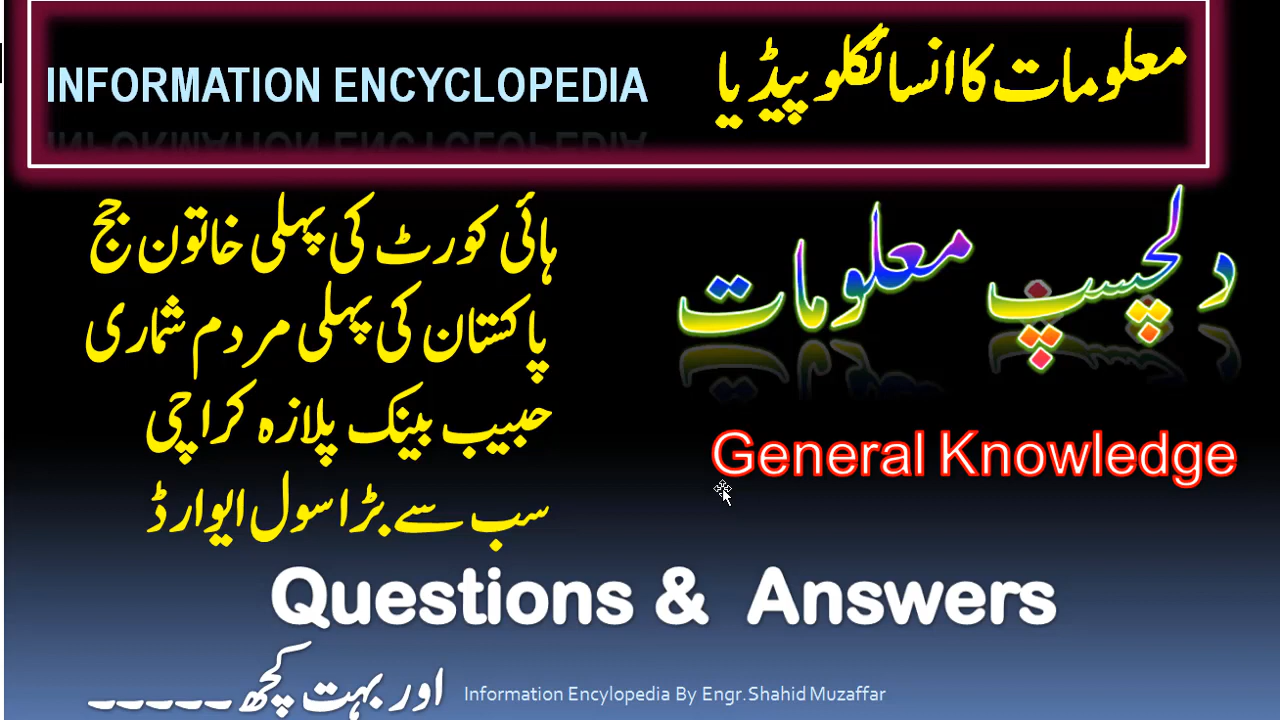 INFORMATION ENCYCLOPEDIA
معلومات کا انسائکلو پیڈیا
دلچسپ معلومات
ہائی کورٹ کی پہلی خاتون جج
پاکستان کی پہلی مردم شماری
حبیب بینک پلازہ کراچی
سب سے بڑا سول ایوارڈ
General Knowledge
Questions & Answers
اور بہت کچھ-----
Information Encylopedia By Engr.Shahid Muzaffar